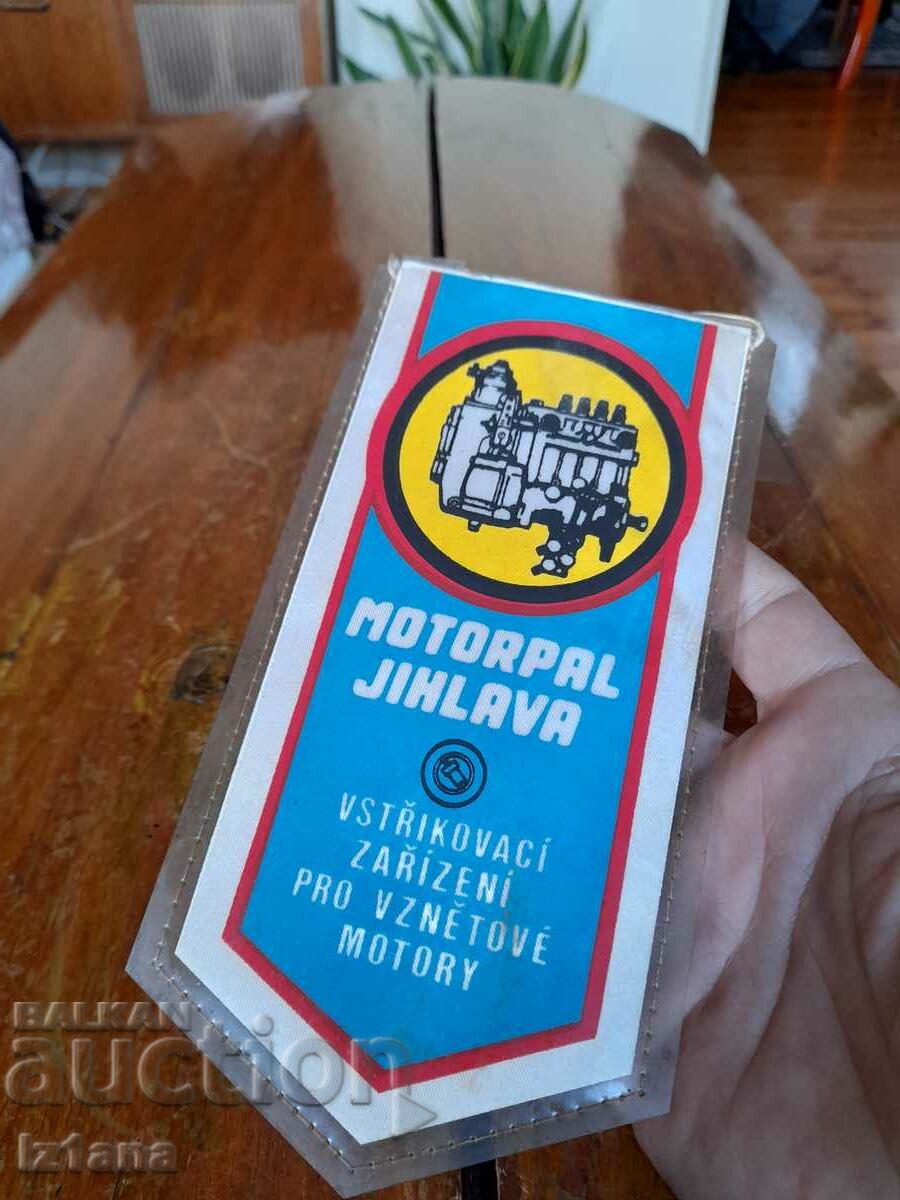 MOTORPAL
JIHLAVA
VSTŘIKOVACÍ
ZAŘÍZENÍ
PRO VZNĚTOVÉ
MOTORY
BALKAN
auction
Iz1ana